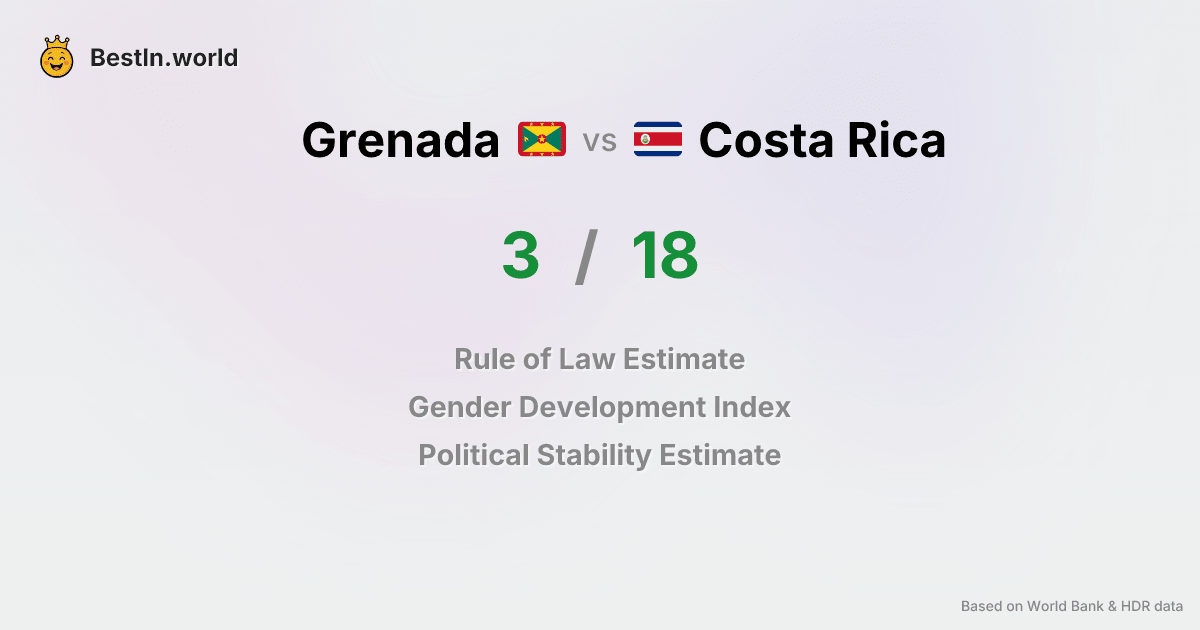 BestIn.world
Grenada vs Costa Rica
3 / 18
Rule of Law Estimate
Gender Development Index
Political Stability Estimate
Based on World Bank & HDR data